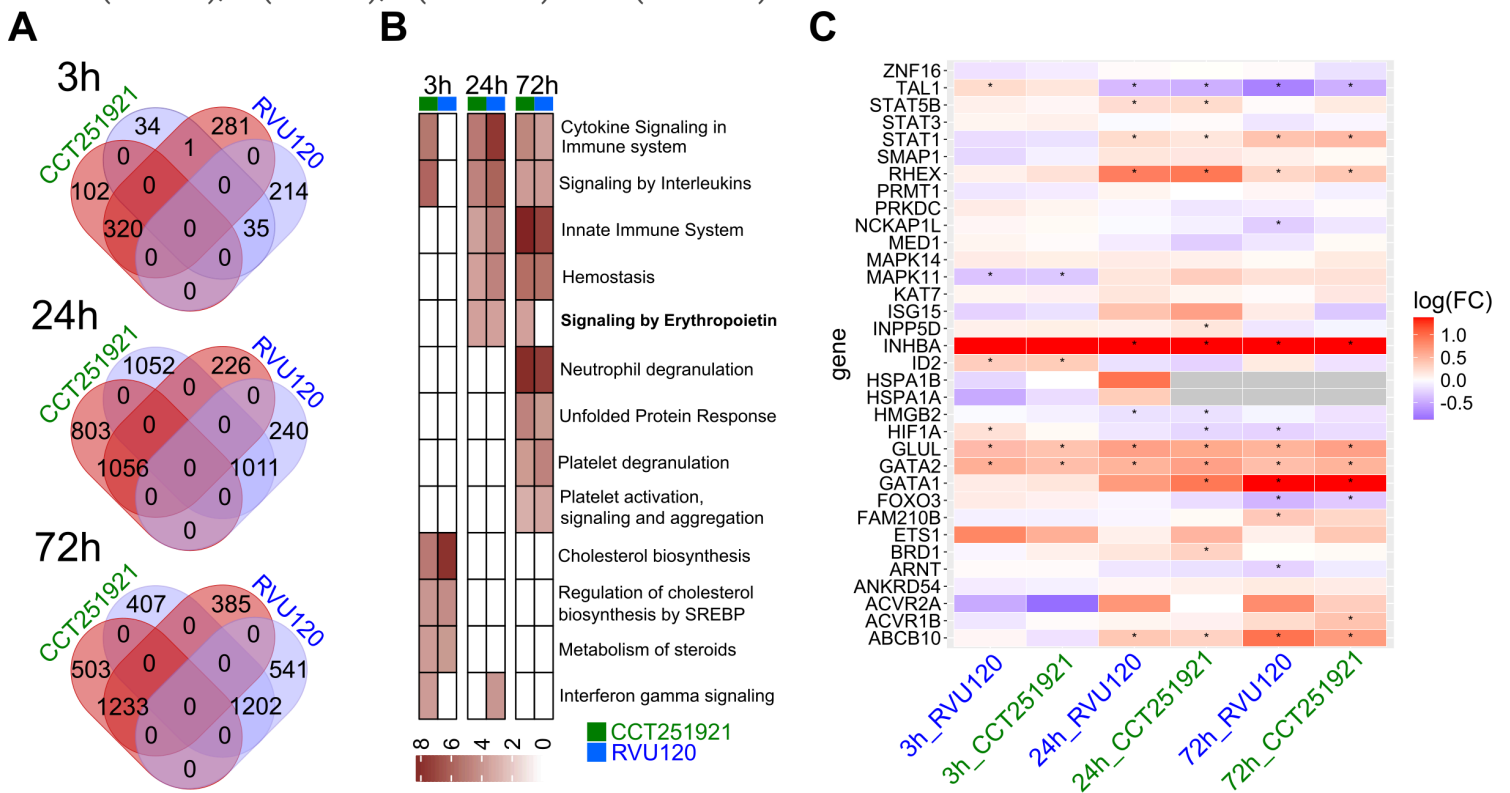 A
3h
CCT251921
RVU120
34
281
0
1
0
102
0
0
214
320
0
35
0
0
0
24h
CCT251921
RVU120
1052
226
0
0
0
803
0
0
240
1056
0
1011
0
0
0
72h
CCT251921
RVU120
407
385
0
0
0
503
0
0
541
1233
0
1202
0
0
0
B
3h 24h 72h
Cytokine Signaling in
Immune system
Signaling by Interleukins
Innate Immune System
Hemostasis
Signaling by Erythropoietin
Neutrophil degranulation
Unfolded Protein Response
Platelet degranulation
Platelet activation,
signaling and aggregation
Cholesterol biosynthesis
Regulation of cholesterol
biosynthesis by SREBP
Metabolism of steroids
Interferon gamma signaling
8 6 4 2 0
CCT251921
RVU120
C
gene
ZNF16
TAL1 * * * * *
STAT5B * *
STAT3
STAT1 * * * *
SMAP1
RHEX * * * *
PRMT1
PRKDC
NCKAP1L *
MED1
MAPK14
MAPK11 * *
KAT7
ISG15
INPP5D *
INHBA * * * *
ID2 * *
HSPA1B
HSPA1A
HMGB2 * *
HIF1A * * *
GLUL * * * * * *
GATA2 * * * * * *
GATA1 * * *
FOXO3 * *
FAM210B *
ETS1
BRD1 *
ARNT *
ANKRD54
ACVR2A
ACVR1B *
ABCB10 * * * *
3h_RVU120
3h_CCT251921
24h_RVU120
24h_CCT251921
72h_RVU120
72h_CCT251921
log(FC)
1.0
0.5
0.0
-0.5